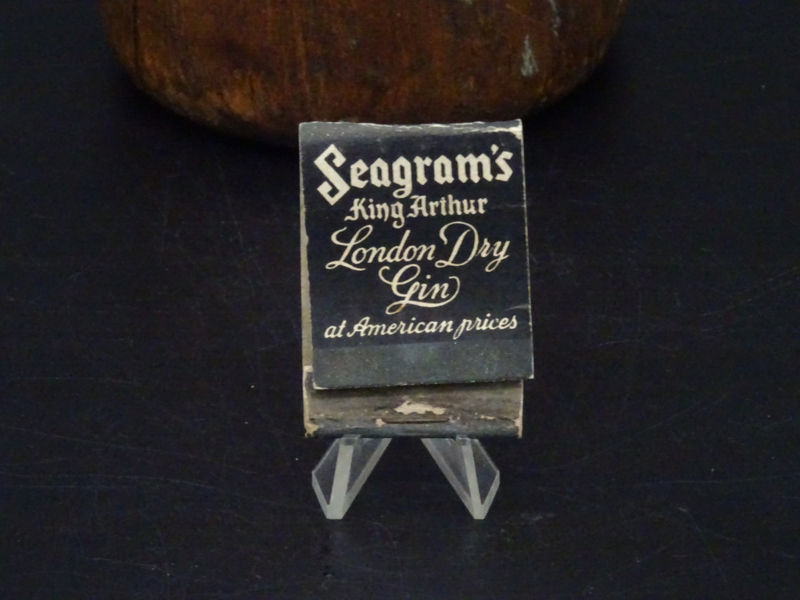 Seagram's
King Arthur
London Dry
Gin
at American prices